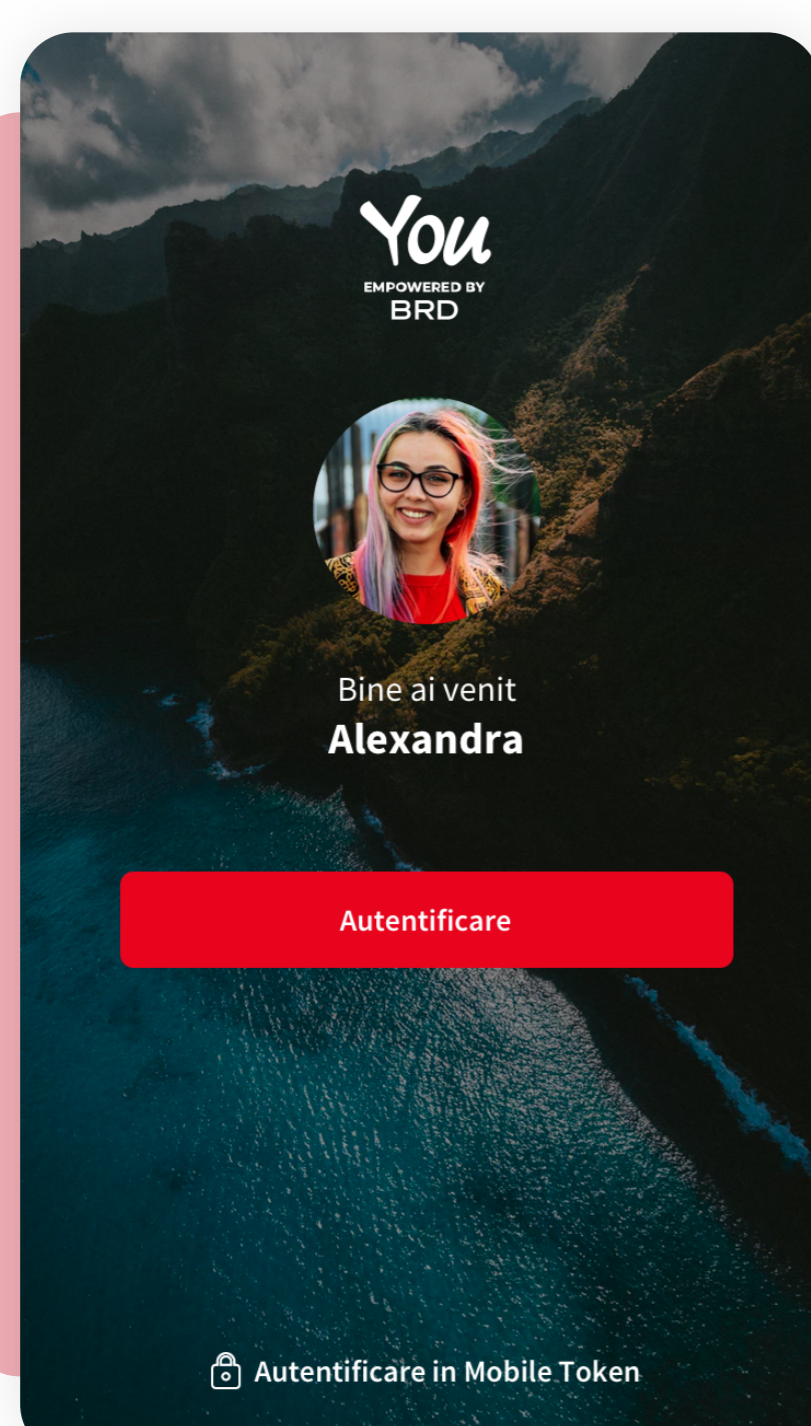 You
EMPOWERED BY
BRD
Bine ai venit
Alexandra
Autentificare
Autentificare in Mobile Token